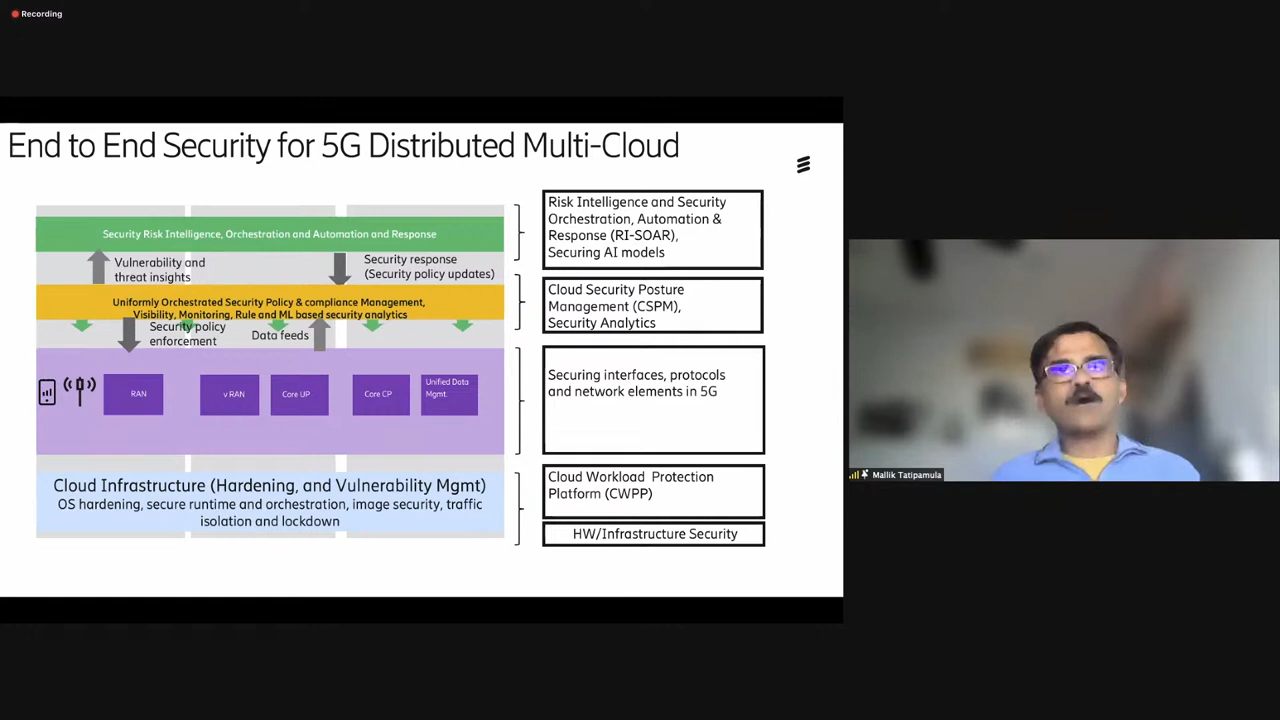 Recording
End to End Security for 5G Distributed Multi-Cloud
Security Risk Intelligence, Orchestration and Automation and Response
Vulnerability and
threat insights
Security response
(Security policy updates)
Uniformly Orchestrated Security Policy & compliance Management,
Visibility, Monitoring, Rule and ML based security analytics
Security policy
enforcement
Data feeds
RAN
v RAN
Core UP
Core CP
Unified Data
Mgmt.
Cloud Infrastructure (Hardening, and Vulnerability Mgmt)
OS hardening, secure runtime and orchestration, image security, traffic
isolation and lockdown
Risk Intelligence and Security
Orchestration, Automation &
Response (RI-SOAR),
Securing AI models
Cloud Security Posture
Management (CSPM),
Security Analytics
Securing interfaces, protocols
and network elements in 5G
Cloud Workload Protection
Platform (CWPP)
HW/Infrastructure Security
Mallik Tatipamula